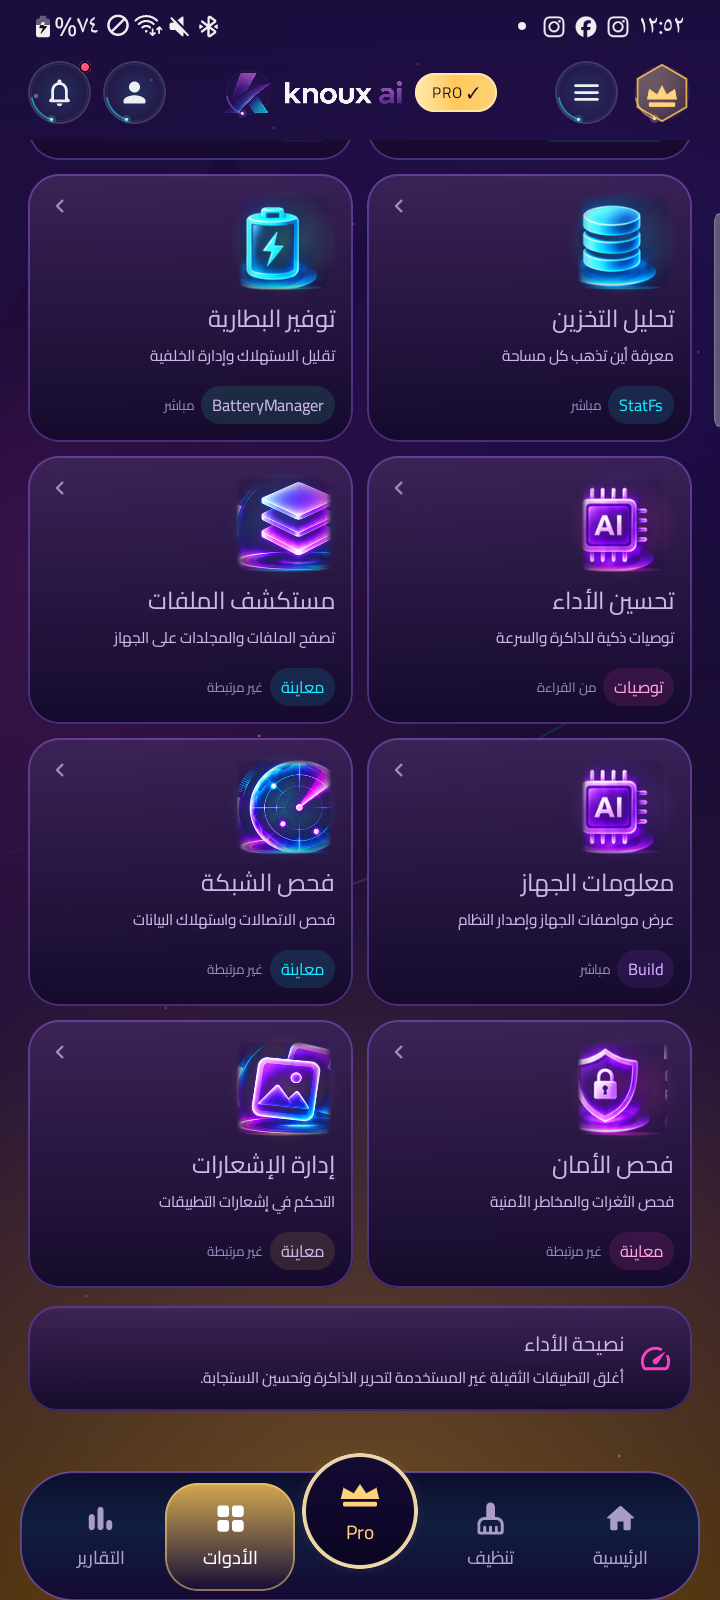 ١٢:٥٢
%٧٤
knoux ai
PRO ✓
تحليل التخزين
معرفة أين تذهب كل مساحة
StatFs
مباشر
توفير البطارية
تقليل الاستهلاك وإدارة الخلفية
BatteryManager
مباشر
AI
تحسين الأداء
توصيات ذكية للذاكرة والسرعة
توصيات
من القراءة
مستكشف الملفات
تصفح الملفات والمجلدات على الجهاز
معاينة
غير مرتبطة
AI
معلومات الجهاز
عرض مواصفات الجهاز وإصدار النظام
Build
مباشر
فحص الشبكة
فحص الاتصالات واستهلاك البيانات
معاينة
غير مرتبطة
فحص الأمان
فحص الثغرات والمخاطر الأمنية
معاينة
غير مرتبطة
إدارة الإشعارات
التحكم في إشعارات التطبيقات
معاينة
غير مرتبطة
نصيحة الأداء
أغلق التطبيقات الثقيلة غير المستخدمة لتحرير الذاكرة وتحسين الاستجابة.
الرئيسية
تنظيف
Pro
الأدوات
التقارير